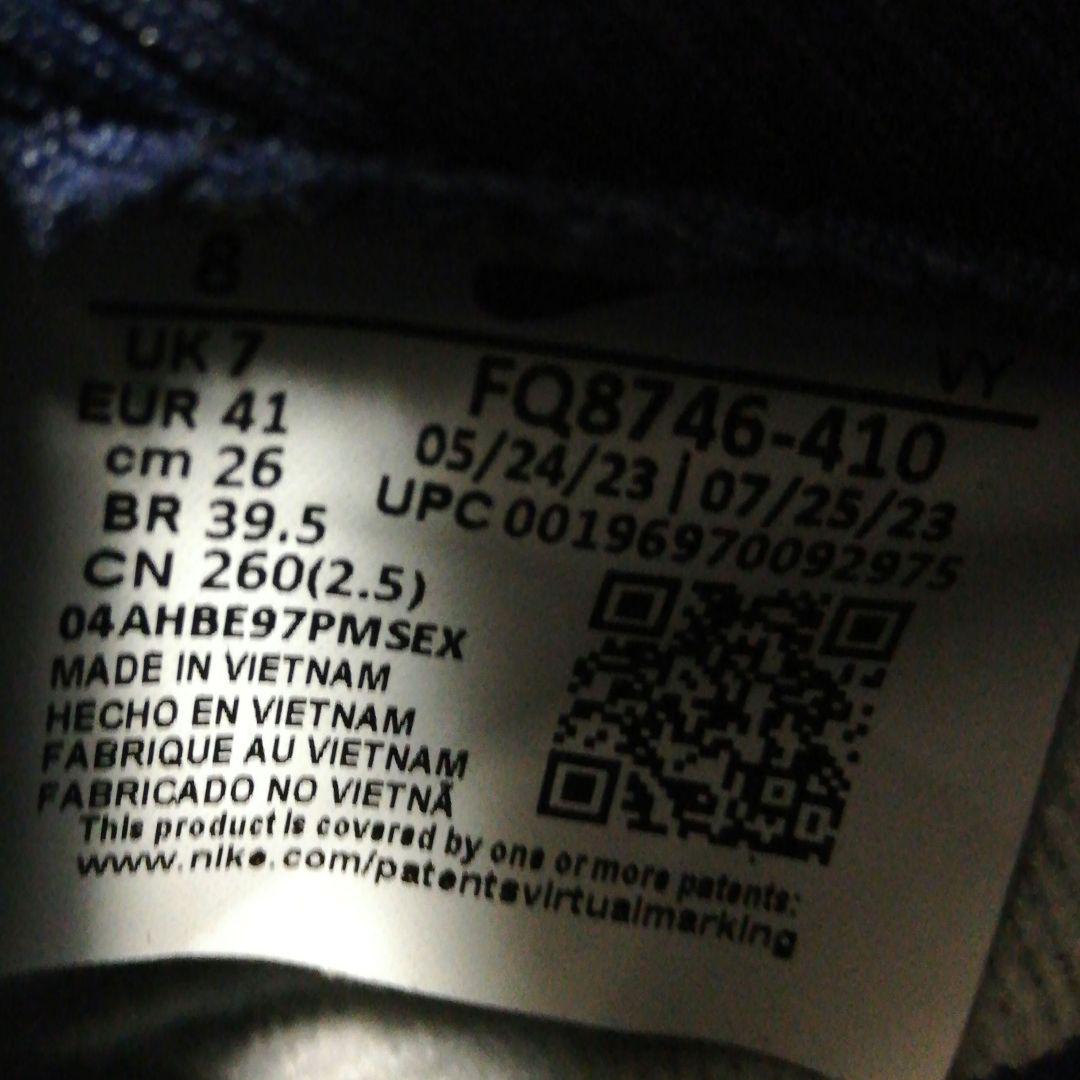 8
VY
UK 7
EUR 41
cm 26
BR 39.5
CN 260(2.5)
FQ8746-410
05/24/23 | 07/25/23
UPC 00196970092975
04AHBE97PMSEX
MADE IN VIETNAM
HECHO EN VIETNAM
FABRIQUE AU VIETNAM
FABRICADO NO VIETNÃ
This product is covered by one or more patents:
www.nike.com/patentsvirtualmarking